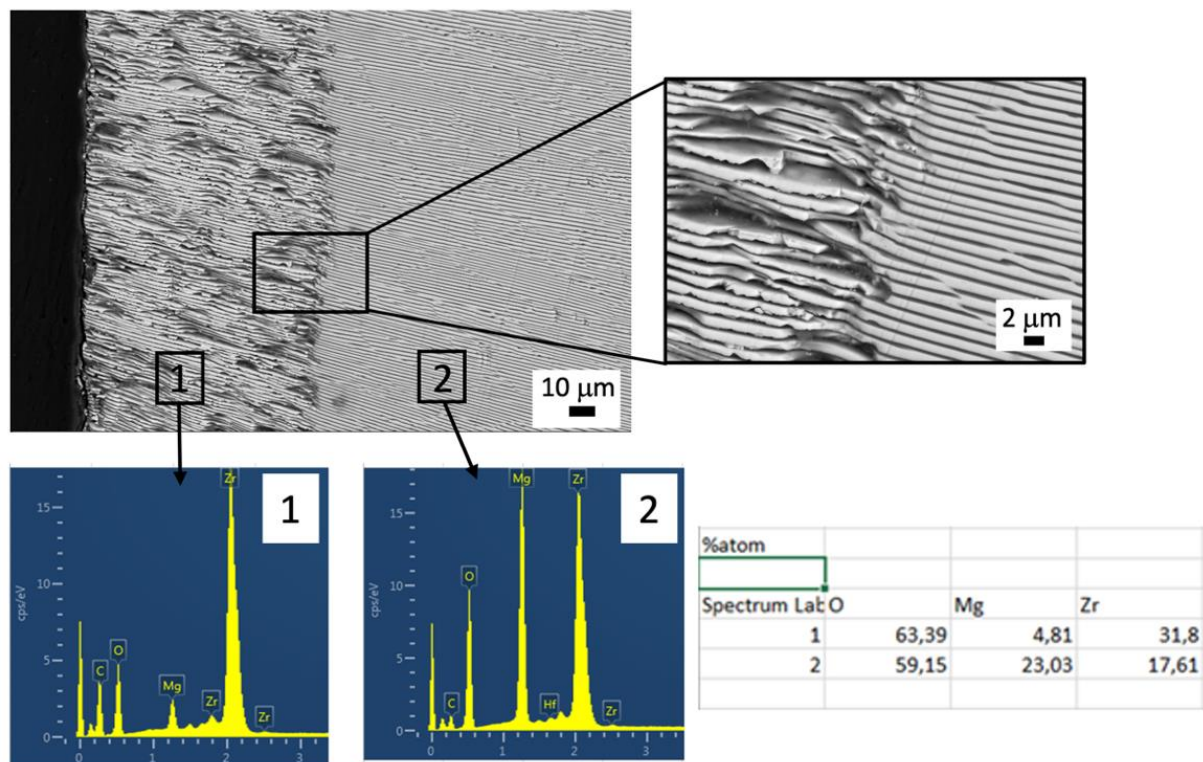 1
2
10 μm
2 μm
1
cps/eV
15
10
5
0
C
O
Mg
Zr
Zr
Zr
0
1
2
3
2
cps/eV
15
10
5
0
C
O
Mg
Hf
Zr
Zr
0
1
2
3
%atom
Spectrum Lab O Mg Zr
1 63,39 4,81 31,8
2 59,15 23,03 17,61